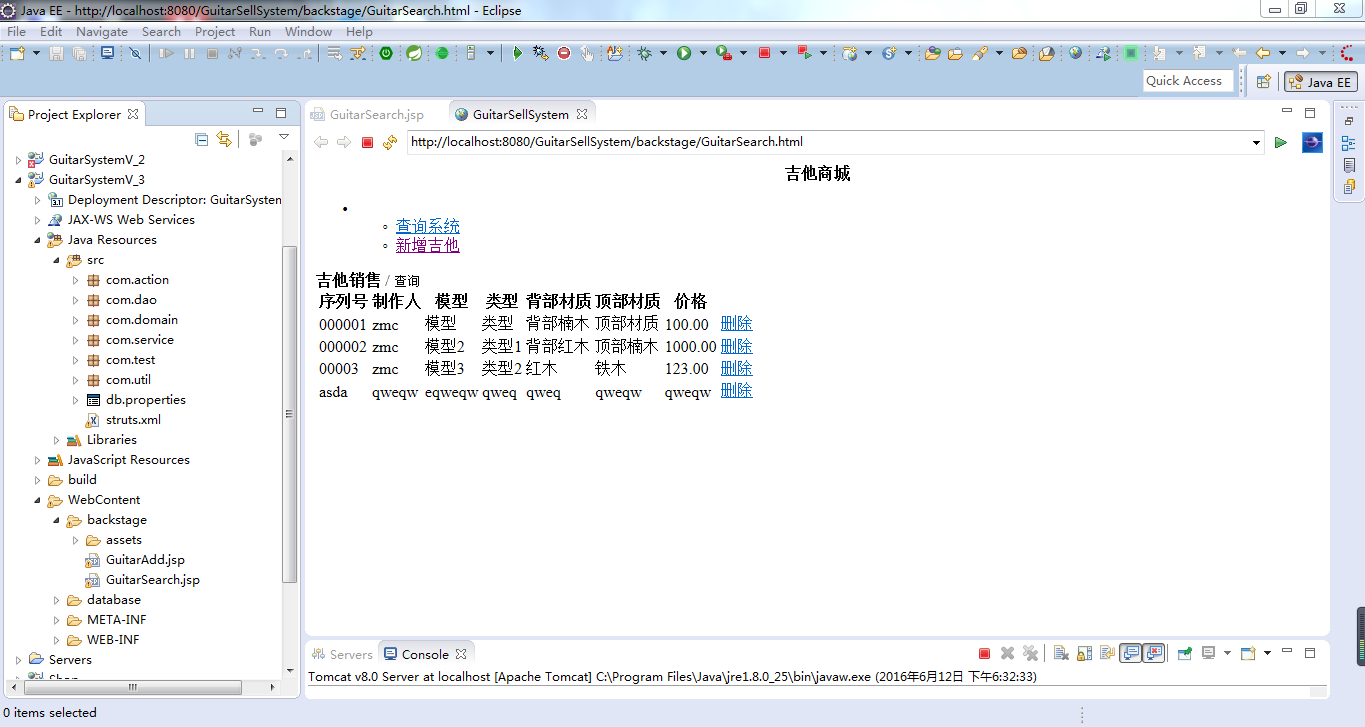 Java EE - http://localhost:8080/GuitarSellSystem/backstage/GuitarSearch.html - Eclipse
File Edit Navigate Search Project Run Window Help
Quick Access Java EE
Project Explorer
GuitarSystemV_2
GuitarSystemV_3
Deployment Descriptor: GuitarSysten
JAX-WS Web Services
Java Resources
src
com.action
com.dao
com.domain
com.service
com.test
com.util
db.properties
struts.xml
Libraries
JavaScript Resources
build
WebContent
backstage
assets
GuitarAdd.jsp
GuitarSearch.jsp
database
META-INF
WEB-INF
Servers
GuitarSearch.jsp GuitarSellSystem
http://localhost:8080/GuitarSellSystem/backstage/GuitarSearch.html
吉他商城
查询系统
新增吉他
吉他销售 / 查询
序列号 制作人 模型 类型 背部材质 顶部材质 价格
000001 zmc 模型 类型 背部楠木 顶部材质 100.00 删除
000002 zmc 模型2 类型1 背部红木 顶部楠木 1000.00 删除
00003 zmc 模型3 类型2 红木 铁木 123.00 删除
asda qweqw eqweqw qweq qweq qweqw qweqw 删除
Servers Console
Tomcat v8.0 Server at localhost [Apache Tomcat] C:\Program Files\Java\jre1.8.0_25\bin\javaw.exe (2016年6月12日 下午6:32:33)
0 items selected